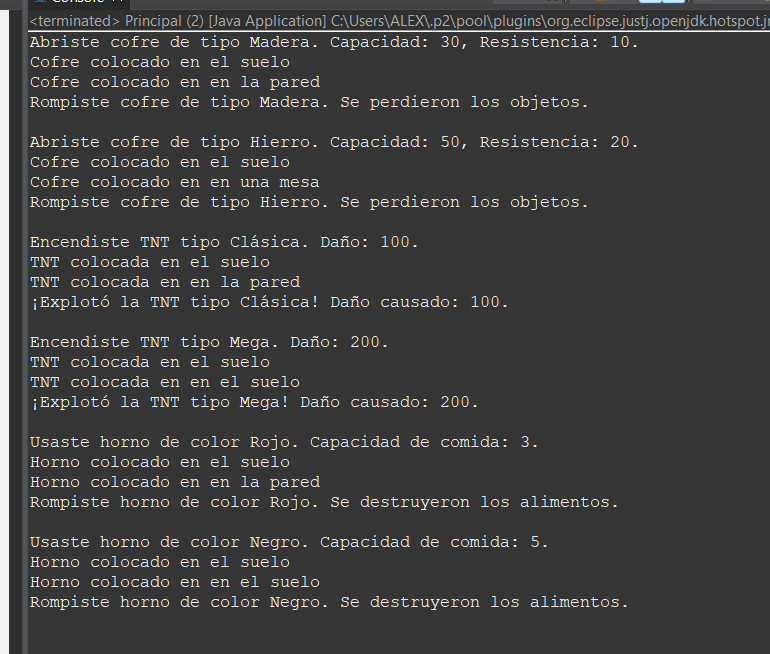 <terminated> Principal (2) [Java Application] C:\Users\ALEX\.p2\pool\plugins\org.eclipse.justj.openjdk.hotspot.jr
Abriste cofre de tipo Madera. Capacidad: 30, Resistencia: 10.
Cofre colocado en el suelo
Cofre colocado en en la pared
Rompiste cofre de tipo Madera. Se perdieron los objetos.
Abriste cofre de tipo Hierro. Capacidad: 50, Resistencia: 20.
Cofre colocado en el suelo
Cofre colocado en en una mesa
Rompiste cofre de tipo Hierro. Se perdieron los objetos.
Encendiste TNT tipo Clásica. Daño: 100.
TNT colocada en el suelo
TNT colocada en en la pared
¡Explotó la TNT tipo Clásica! Daño causado: 100.
Encendiste TNT tipo Mega. Daño: 200.
TNT colocada en el suelo
TNT colocada en en el suelo
¡Explotó la TNT tipo Mega! Daño causado: 200.
Usaste horno de color Rojo. Capacidad de comida: 3.
Horno colocado en el suelo
Horno colocado en en la pared
Rompiste horno de color Rojo. Se destruyeron los alimentos.
Usaste horno de color Negro. Capacidad de comida: 5.
Horno colocado en el suelo
Horno colocado en en el suelo
Rompiste horno de color Negro. Se destruyeron los alimentos.